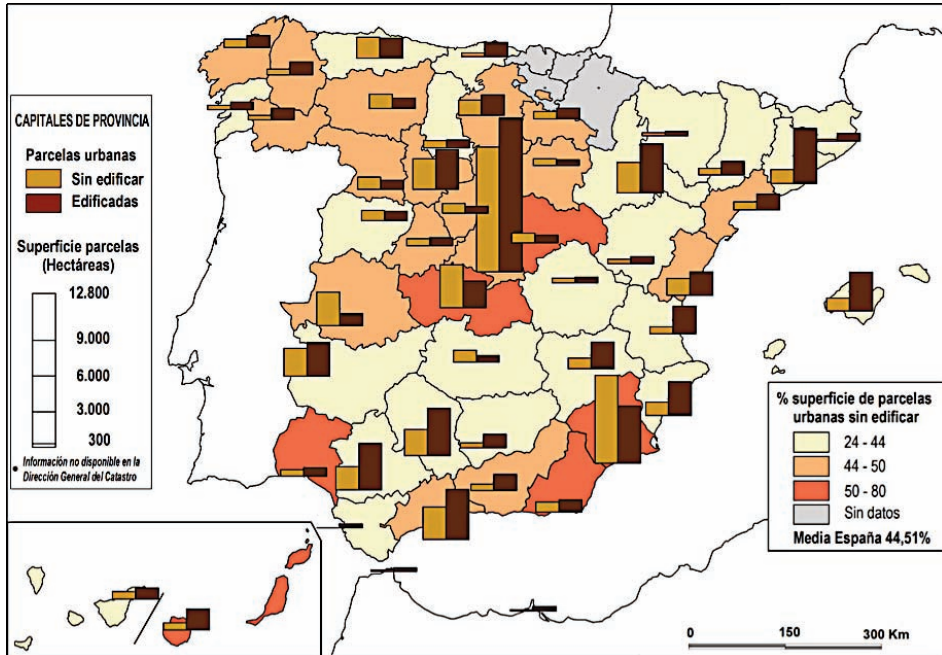 CAPITALES DE PROVINCIA
Parcelas urbanas
Sin edificar
Edificadas
Superficie parcelas
(Hectáreas)
12.800
9.000
6.000
3.000
300
• Información no disponible en la
Dirección General del Catastro
% superficie de parcelas
urbanas sin edificar
24 - 44
44 - 50
50 - 80
Sin datos
Media España 44,51%
0 150 300 Km